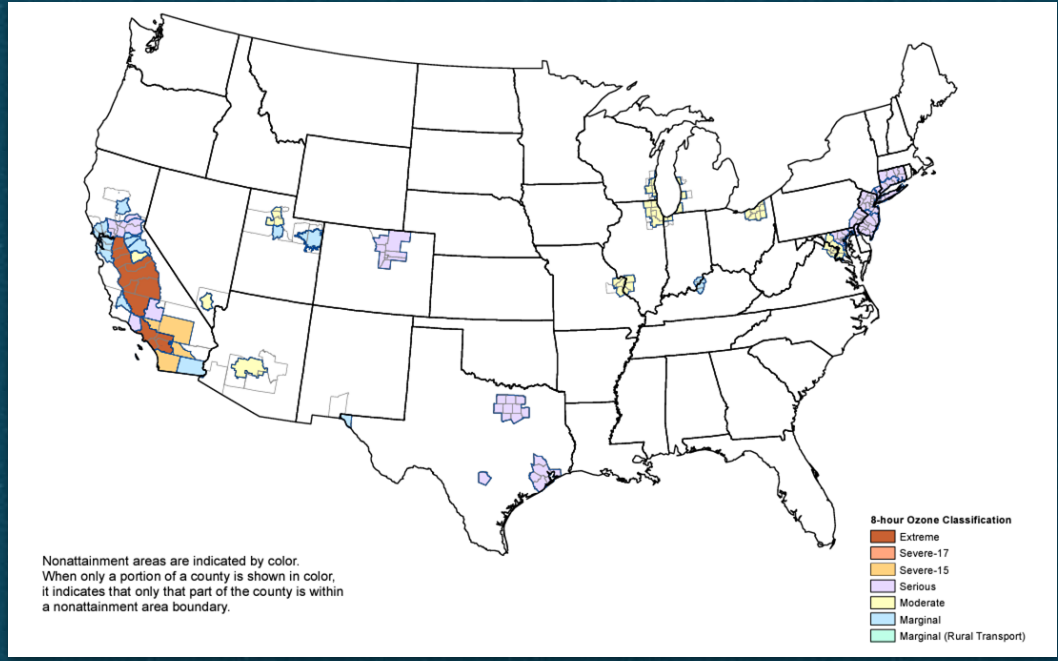 8-hour Ozone Classification
Extreme
Severe-17
Severe-15
Serious
Moderate
Marginal
Marginal (Rural Transport)
Nonattainment areas are indicated by color.
When only a portion of a county is shown in color,
it indicates that only that part of the county is within
a nonattainment area boundary.